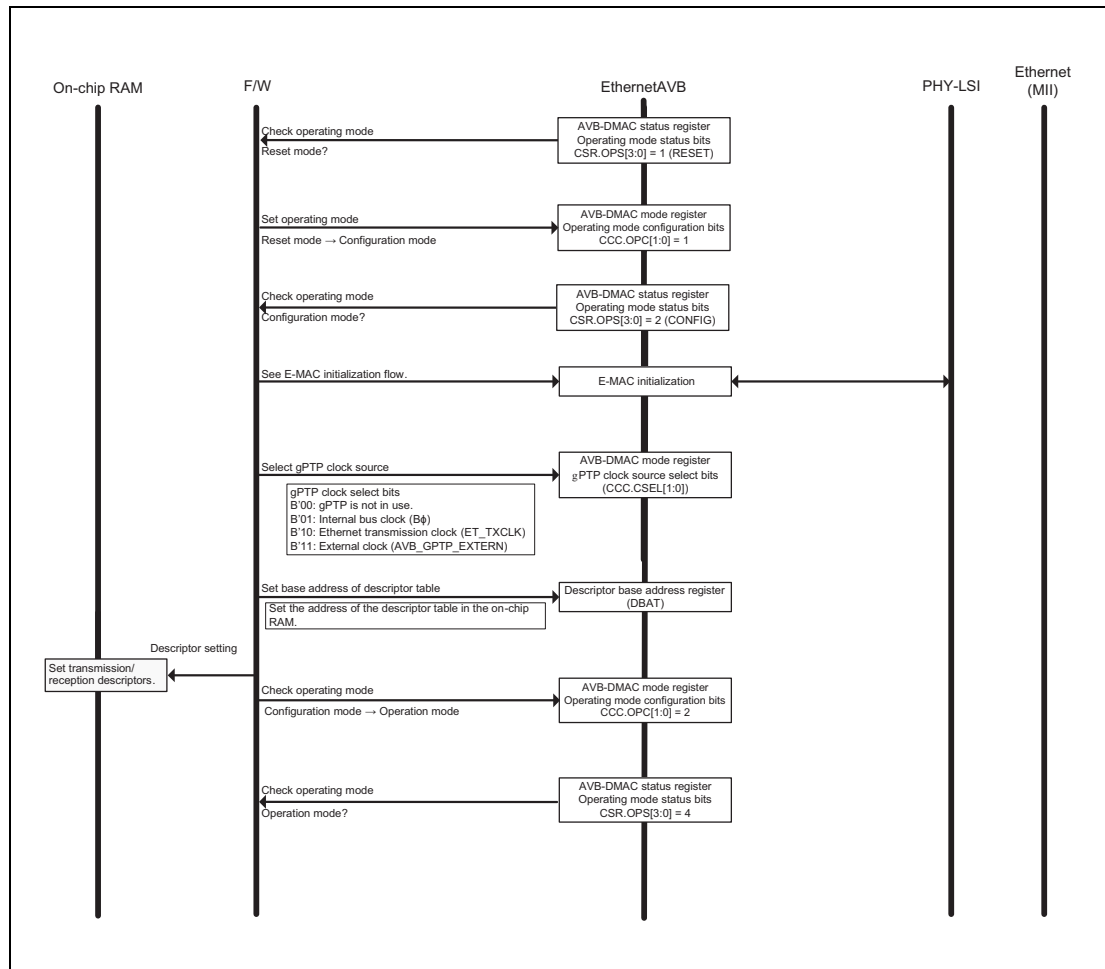 On-chip RAM
F/W
EthernetAVB
PHY-LSI
Ethernet
(MII)
Check operating mode
Reset mode?
AVB-DMAC status register
Operating mode status bits
CSR.OPS[3:0] = 1 (RESET)
Set operating mode
Reset mode → Configuration mode
AVB-DMAC mode register
Operating mode configuration bits
CCC.OPC[1:0] = 1
Check operating mode
Configuration mode?
AVB-DMAC status register
Operating mode status bits
CSR.OPS[3:0] = 2 (CONFIG)
See E-MAC initialization flow.
E-MAC initialization
Select gPTP clock source
AVB-DMAC mode register
gPTP clock source select bits
(CCC.CSEL[1:0])
gPTP clock select bits
B'00: gPTP is not in use.
B'01: Internal bus clock (Bϕ)
B'10: Ethernet transmission clock (ET_TXCLK)
B'11: External clock (AVB_GPTP_EXTERN)
Set base address of descriptor table
Set the address of the descriptor table in the on-chip
RAM.
Descriptor base address register
(DBAT)
Descriptor setting
Set transmission/
reception descriptors.
Check operating mode
Configuration mode → Operation mode
AVB-DMAC mode register
Operating mode configuration bits
CCC.OPC[1:0] = 2
Check operating mode
Operation mode?
AVB-DMAC status register
Operating mode status bits
CSR.OPS[3:0] = 4